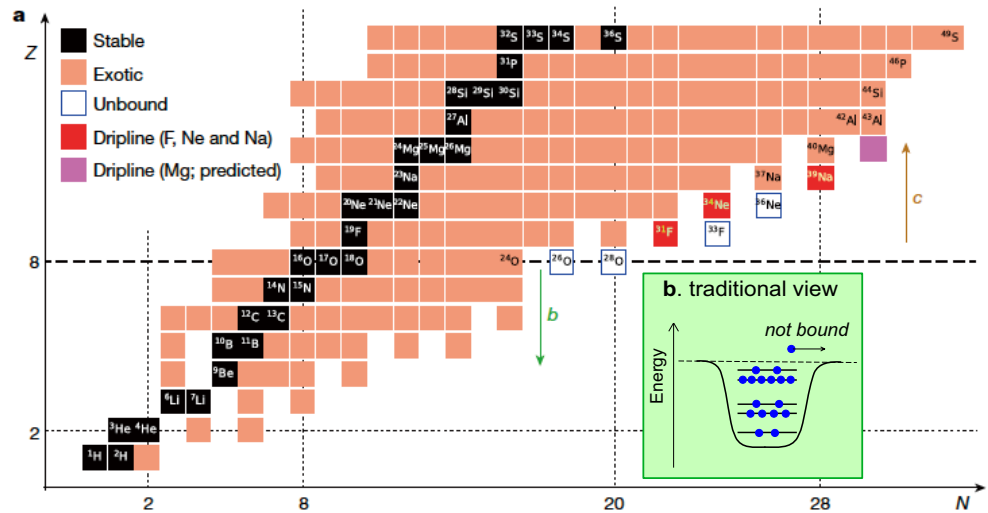 a
Z
Stable
Exotic
Unbound
Dripline (F, Ne and Na)
Dripline (Mg; predicted)
³²S ³³S ³⁴S ³⁶S ⁴⁹S
³¹P ⁴⁶P
²⁸Si ²⁹Si ³⁰Si ⁴⁴Si
²⁷Al ⁴²Al ⁴³Al
²⁴Mg ²⁵Mg ²⁶Mg ⁴⁰Mg
²³Na ³⁷Na ³⁹Na
²⁰Ne ²¹Ne ²²Ne ³⁴Ne ³⁶Ne
¹⁹F ³¹F ³³F
c
8 ¹⁶O ¹⁷O ¹⁸O ²⁴O ²⁶O ²⁸O
¹⁴N ¹⁵N
¹²C ¹³C
b
¹⁰B ¹¹B
⁹Be
⁶Li ⁷Li
2 ³He ⁴He
¹H ²H
b. traditional view
not bound
Energy
2 8 20 28 N